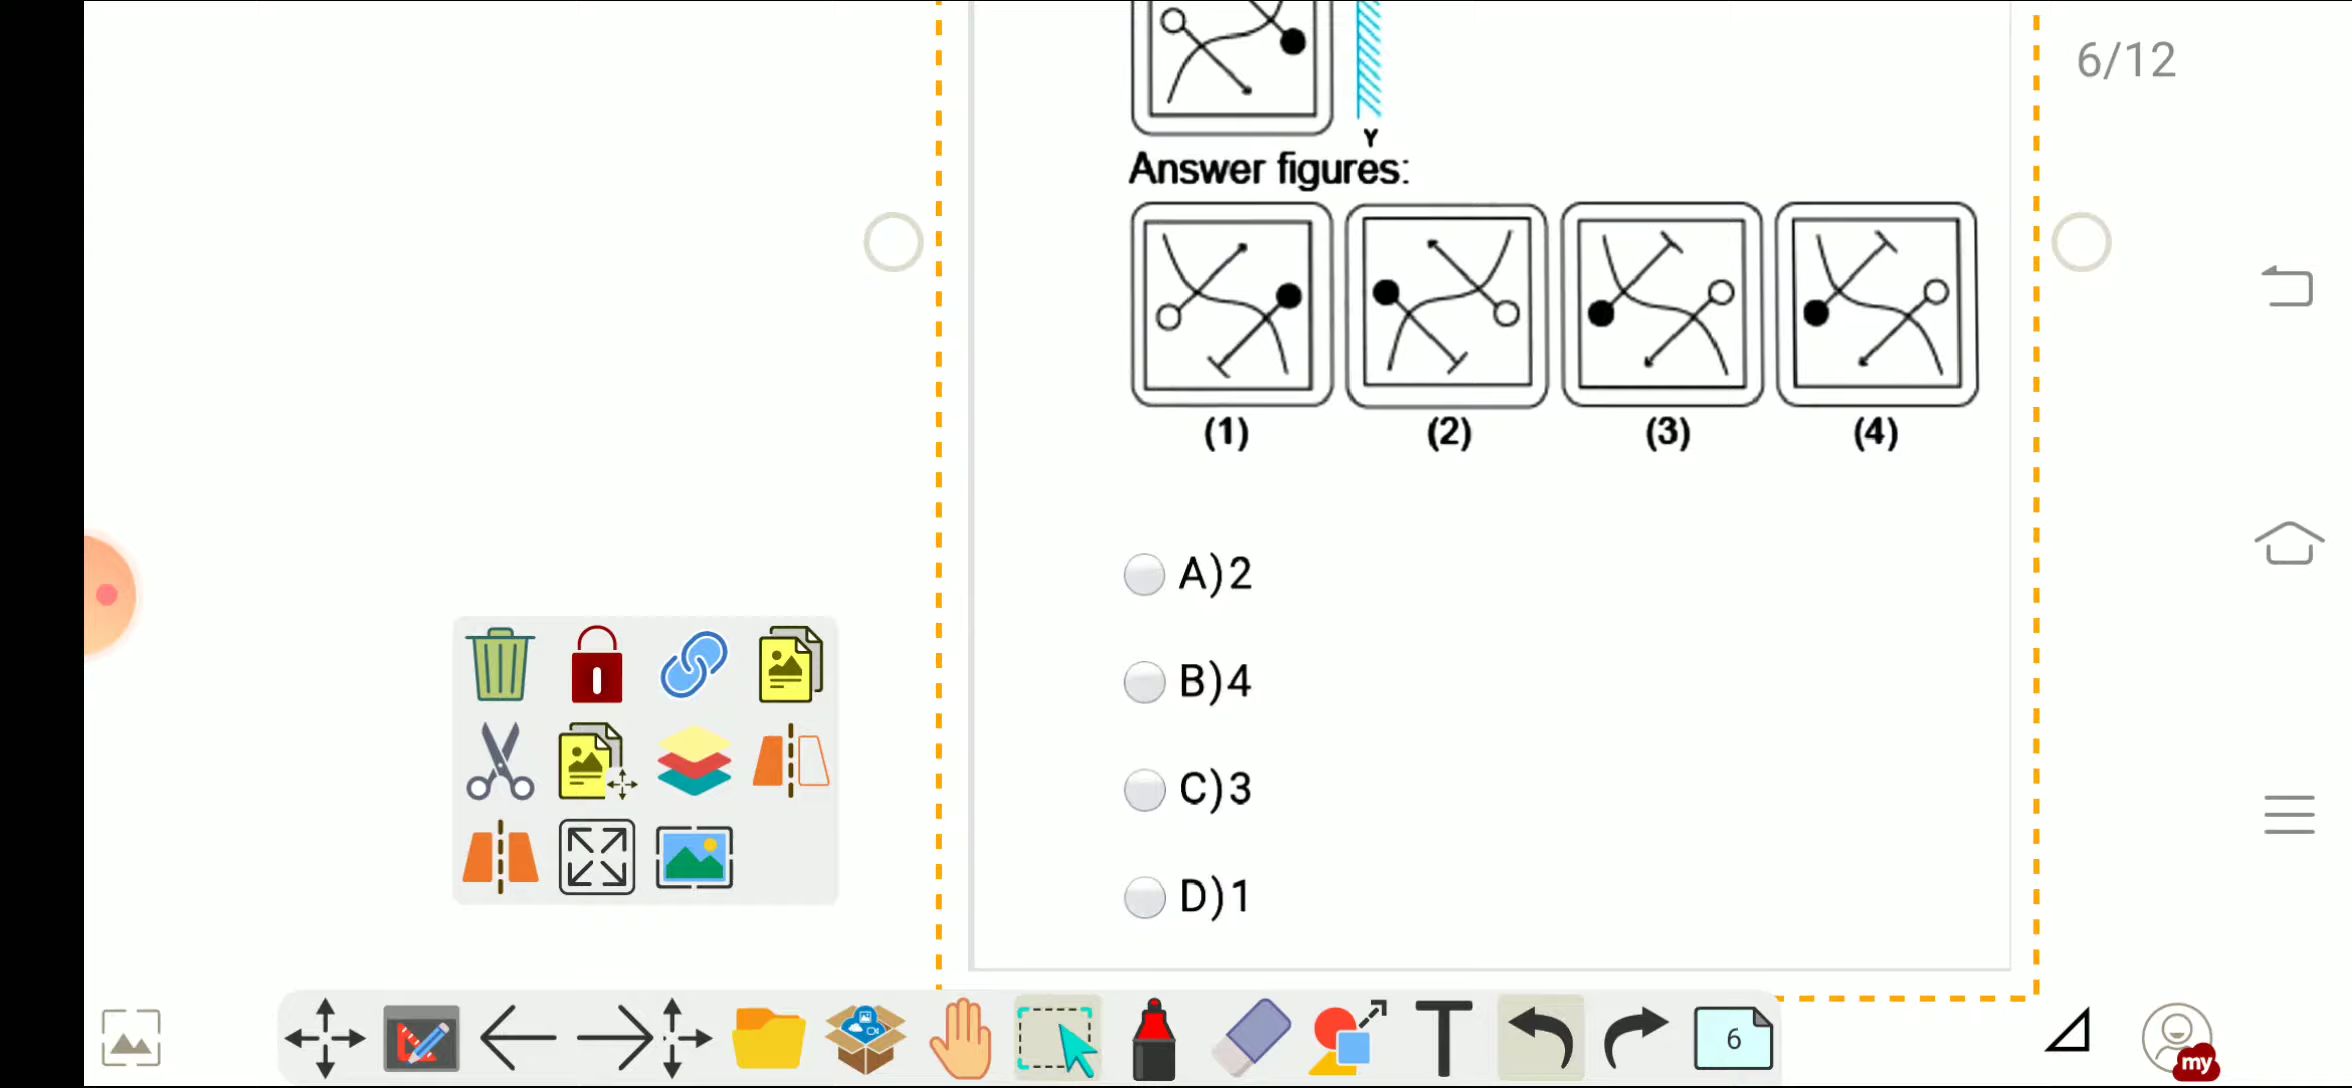 6/12
Y
Answer figures:
(1) (2) (3) (4)
A)2
B)4
C)3
D)1
T
6
my